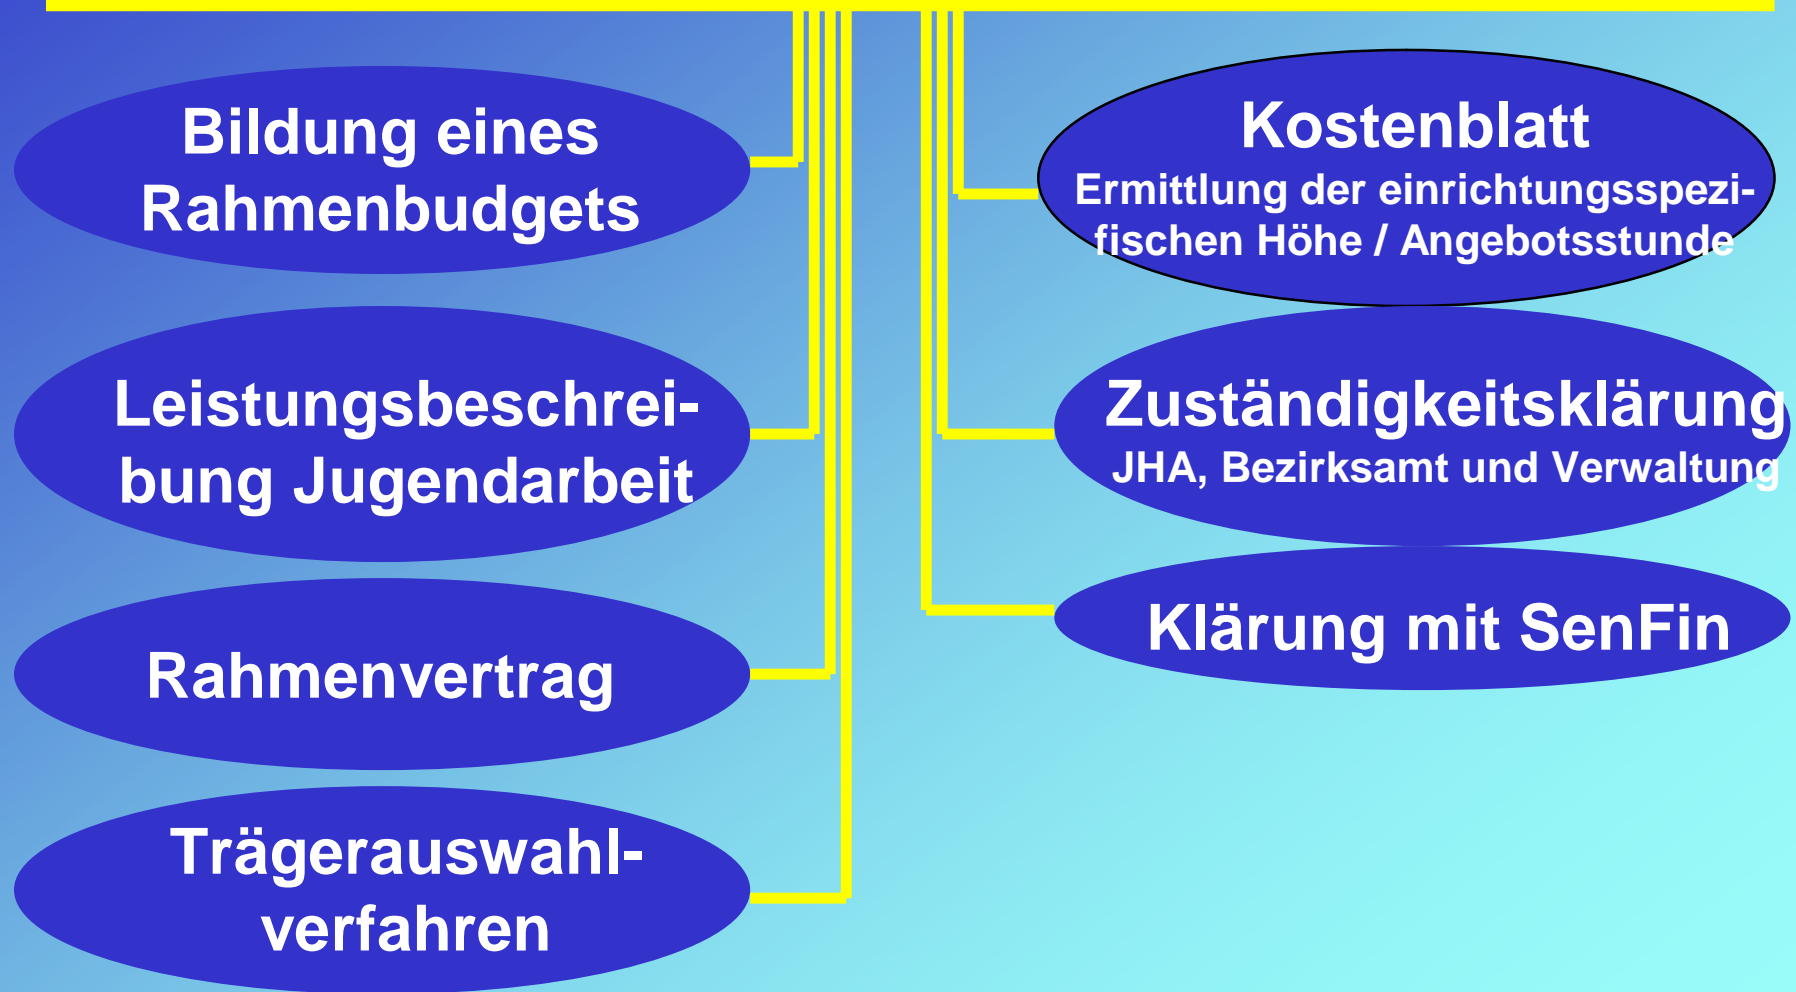 Bildung eines
Rahmenbudgets
Leistungsbeschrei-
bung Jugendarbeit
Rahmenvertrag
Trägerauswahl-
verfahren
Kostenblatt
Ermittlung der einrichtungsspezi-
fischen Höhe / Angebotsstunde
Zuständigkeitsklärung
JHA, Bezirksamt und Verwaltung
Klärung mit SenFin